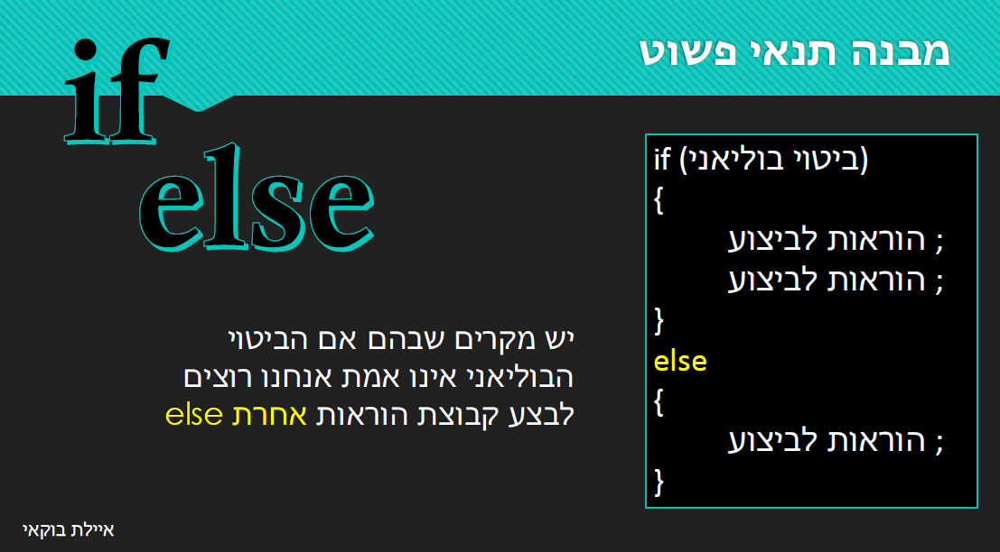 מבנה תנאי פשוט
if
else
if (ביטוי בוליאני)
{
הוראות לביצוע ;
הוראות לביצוע ;
}
else
{
הוראות לביצוע ;
}
יש מקרים שבהם אם הביטוי
הבוליאני אינו אמת אנחנו רוצים
לבצע קבוצת הוראות אחרת else
איילת בוקאי